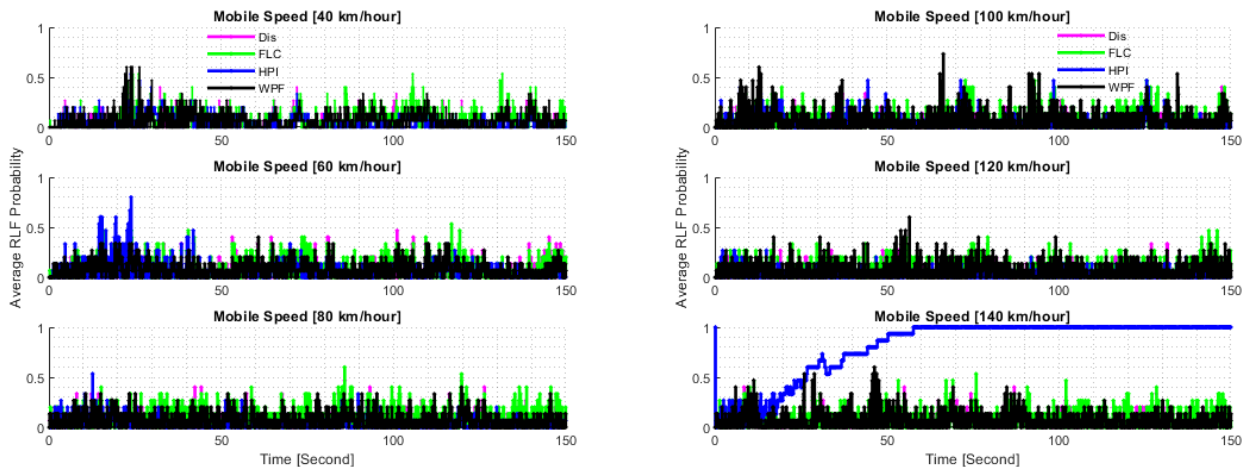 Mobile Speed [40 km/hour]
1
0.5
0
Dis
FLC
HPI
WPF
0 50 100 150
Mobile Speed [60 km/hour]
1
0.5
0
0 50 100 150
Mobile Speed [80 km/hour]
1
0.5
0
0 50 100 150
Average RLF Probability
Time [Second]
Mobile Speed [100 km/hour]
1
0.5
0
Dis
FLC
HPI
WPF
0 50 100 150
Mobile Speed [120 km/hour]
1
0.5
0
0 50 100 150
Mobile Speed [140 km/hour]
1
0.5
0
0 50 100 150
Average RLF Probability
Time [Second]